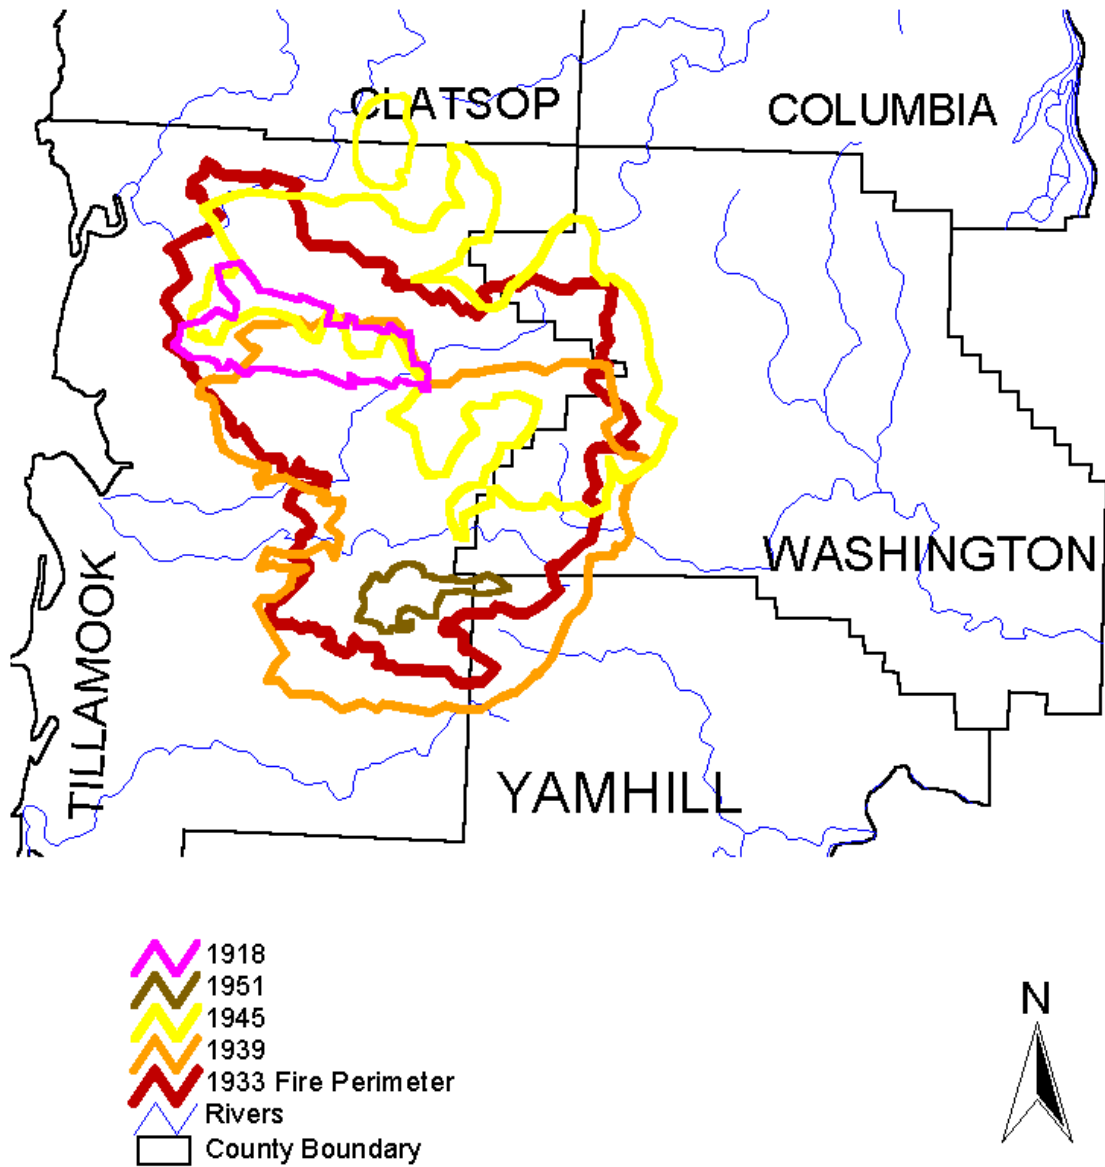 CLATSOP
COLUMBIA
WASHINGTON
TILLAMOOK
YAMHILL
1918
1951
1945
1939
1933 Fire Perimeter
Rivers
County Boundary
N